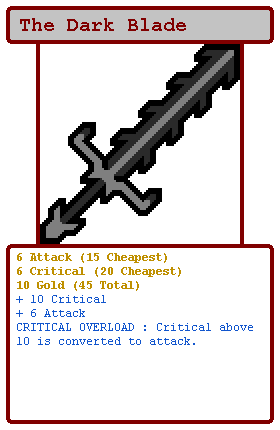 The Dark Blade
6 Attack (15 Cheapest)
6 Critical (20 Cheapest)
10 Gold (45 Total)
+ 10 Critical
+ 6 Attack
CRITICAL OVERLOAD : Critical above
10 is converted to attack.